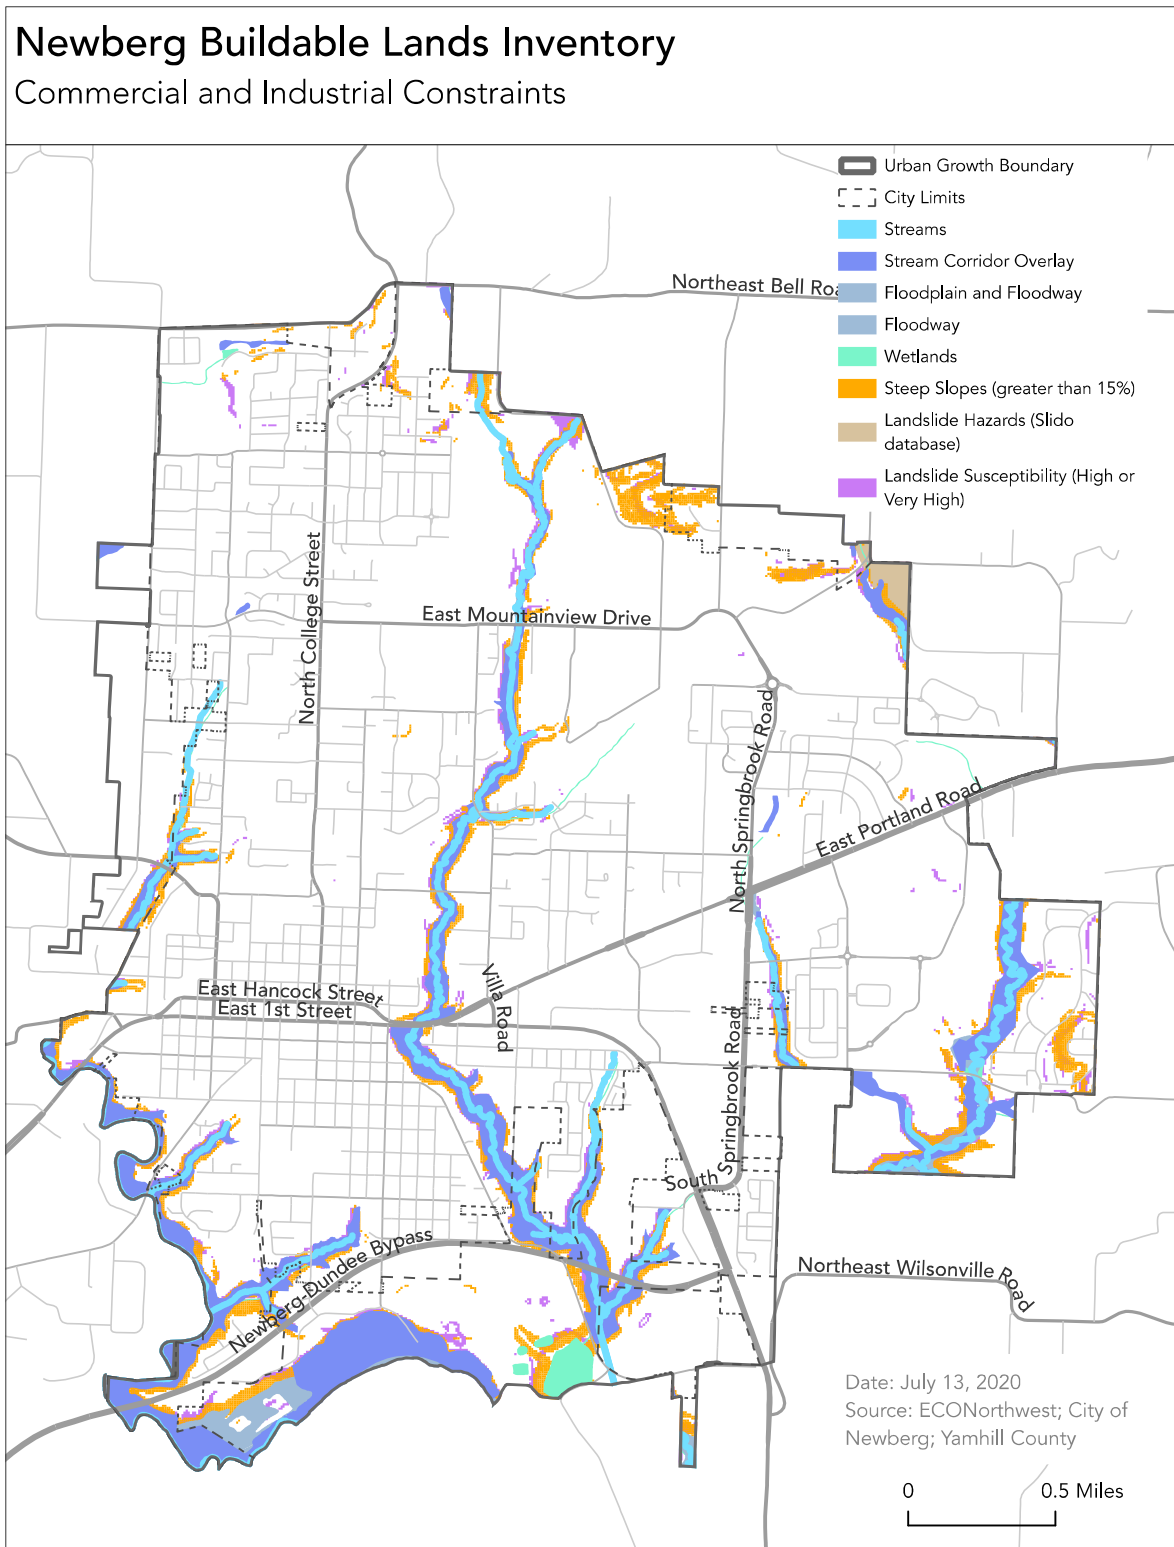 Newberg Buildable Lands Inventory
Commercial and Industrial Constraints
Urban Growth Boundary
City Limits
Streams
Stream Corridor Overlay
Floodplain and Floodway
Floodway
Wetlands
Steep Slopes (greater than 15%)
Landslide Hazards (Slido
database)
Landslide Susceptibility (High or
Very High)
Northeast Bell Roa
North College Street
East Mountainview Drive
North Springbrook Road
East Portland Road
East Hancock Street
East 1st Street
Villa Road
South Springbrook Road
Newberg-Dundee Bypass
Northeast Wilsonville Road
Date: July 13, 2020
Source: ECONorthwest; City of
Newberg; Yamhill County
0 0.5 Miles